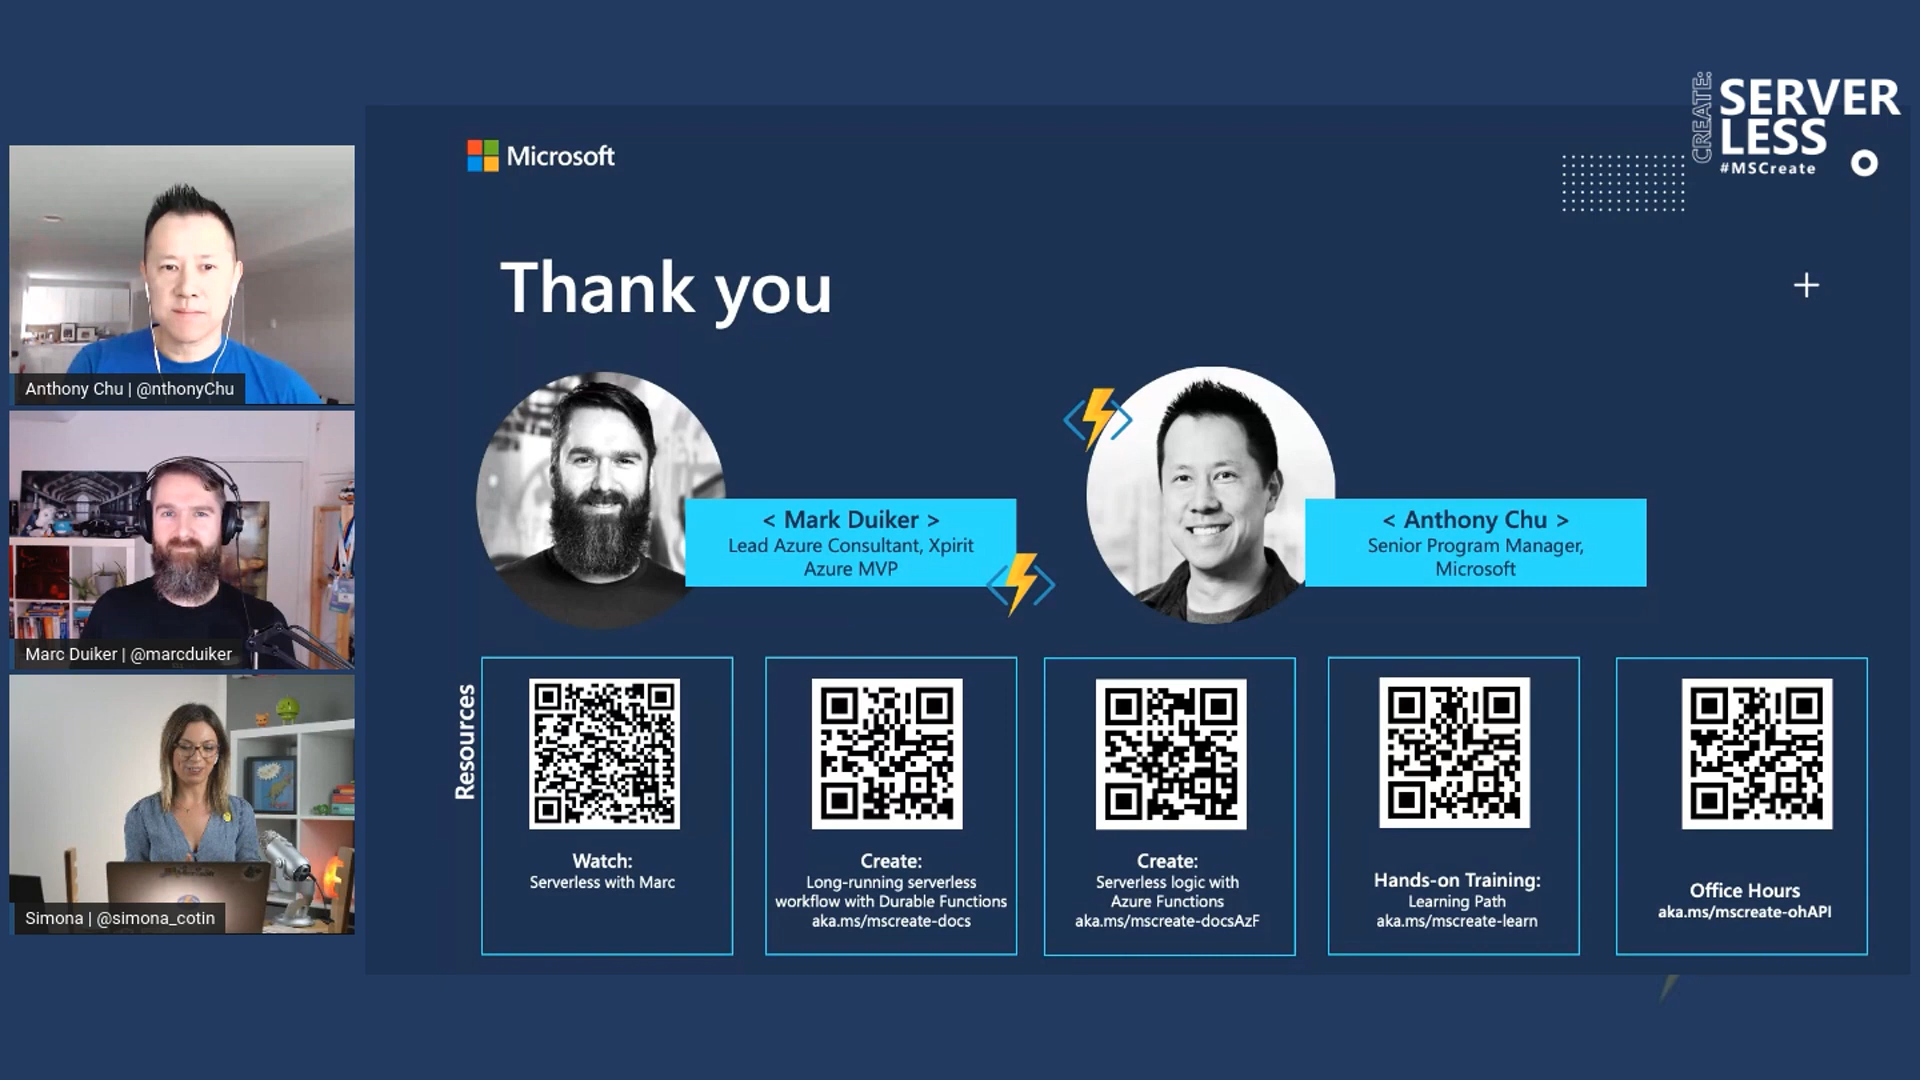 CREATE:
SERVER
LESS
#MSCreate
Microsoft
Thank you
Anthony Chu | @nthonyChu
Marc Duiker | @marcduiker
Simona | @simona_cotin
< Mark Duiker >
Lead Azure Consultant, Xpirit
Azure MVP
< Anthony Chu >
Senior Program Manager,
Microsoft
Resources
Watch:
Serverless with Marc
Create:
Long-running serverless
workflow with Durable Functions
aka.ms/mscreate-docs
Create:
Serverless logic with
Azure Functions
aka.ms/mscreate-docsAzF
Hands-on Training:
Learning Path
aka.ms/mscreate-learn
Office Hours
aka.ms/mscreate-ohAPI